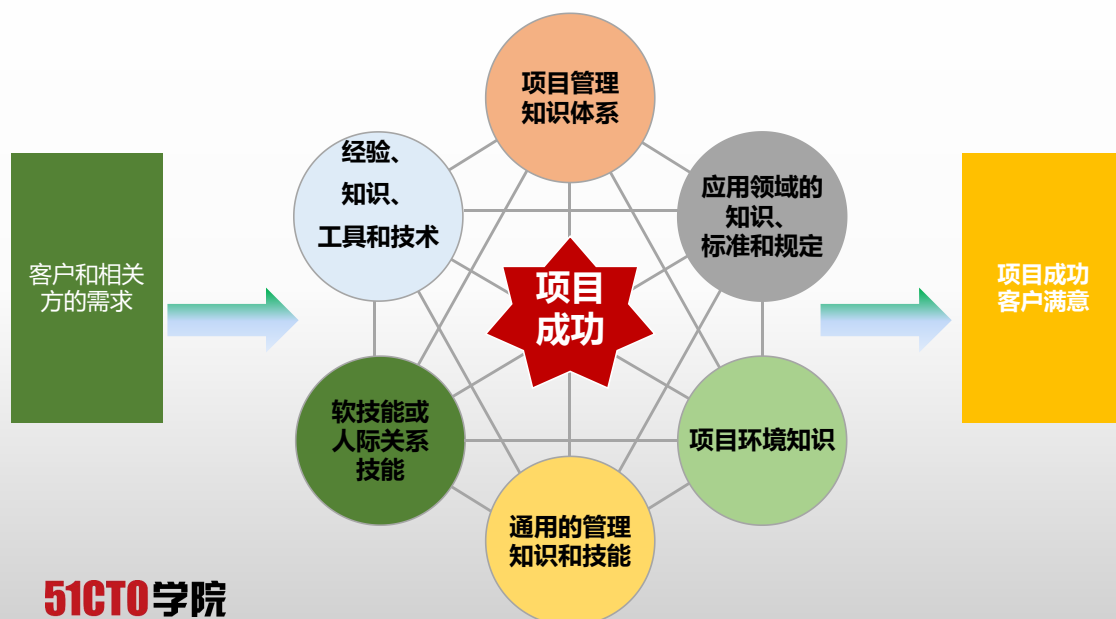 项目管理
知识体系
经验、
知识、
工具和技术
应用领域的
知识、
标准和规定
客户和相关
方的需求
项目
成功
项目成功
客户满意
软技能或
人际关系
技能
项目环境知识
通用的管理
知识和技能
51CTO学院